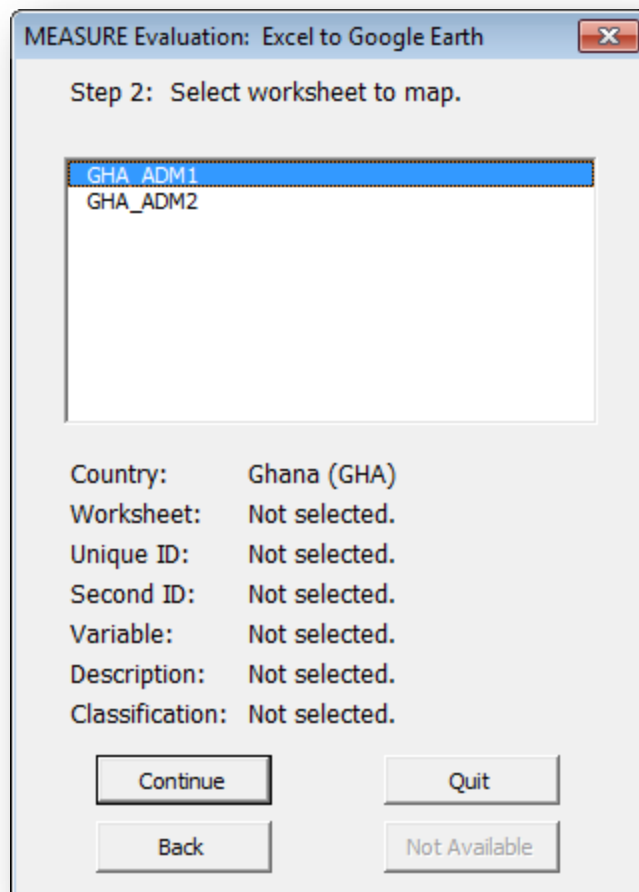 MEASURE Evaluation: Excel to Google Earth
Step 2: Select worksheet to map.
GHA_ADM1
GHA_ADM2
Country: Ghana (GHA)
Worksheet: Not selected.
Unique ID: Not selected.
Second ID: Not selected.
Variable: Not selected.
Description: Not selected.
Classification: Not selected.
Continue Quit
Back Not Available